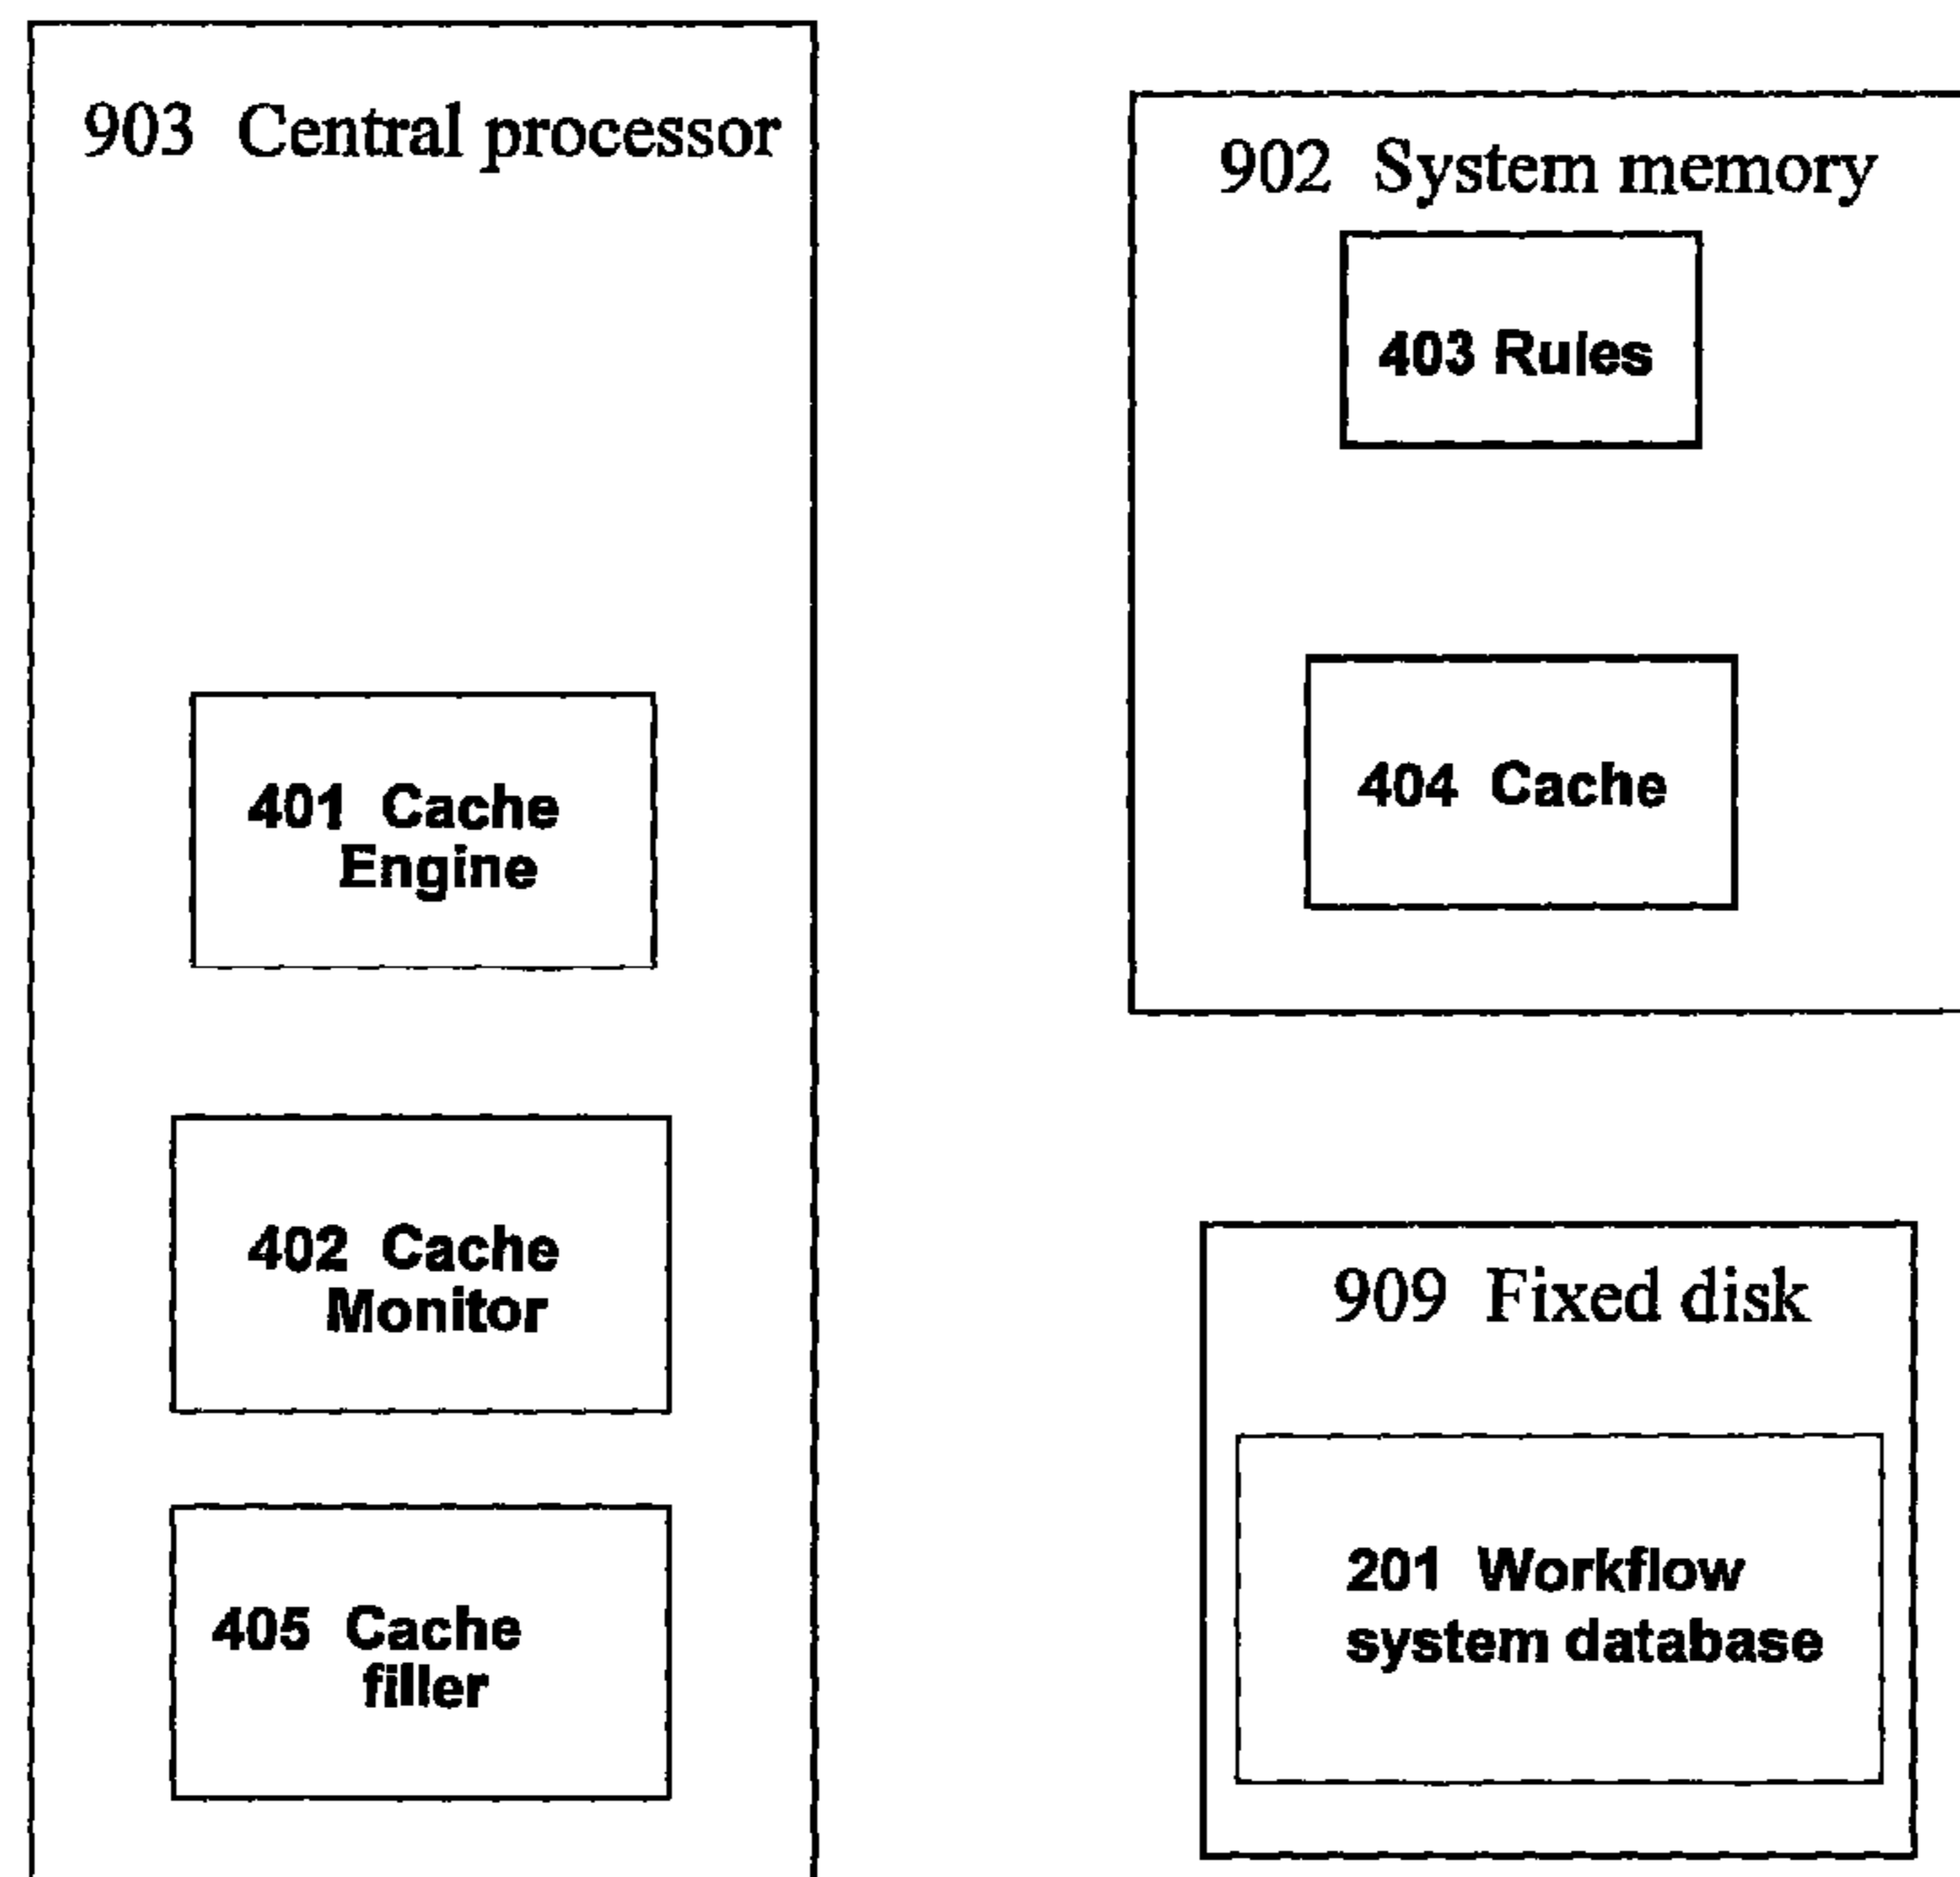 903 Central processor
401 Cache
Engine
402 Cache
Monitor
405 Cache
filler
902 System memory
403 Rules
404 Cache
909 Fixed disk
201 Workflow
system database